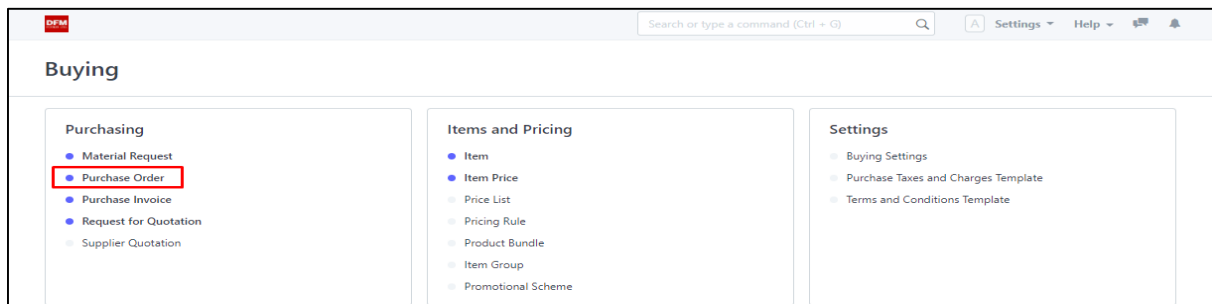 DFM
Search or type a command (Ctrl + G)
A Settings Help
Buying
Purchasing
Material Request
Purchase Order
Purchase Invoice
Request for Quotation
Supplier Quotation
Items and Pricing
Item
Item Price
Price List
Pricing Rule
Product Bundle
Item Group
Promotional Scheme
Settings
Buying Settings
Purchase Taxes and Charges Template
Terms and Conditions Template